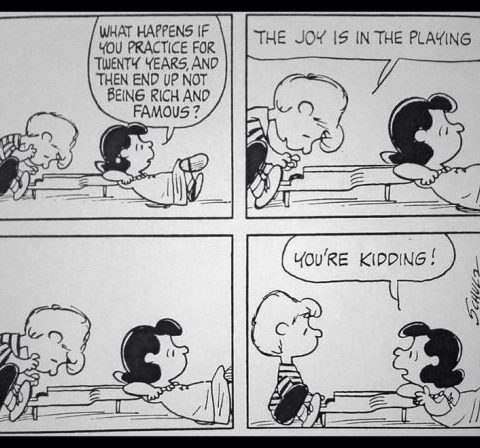 WHAT HAPPENS IF
YOU PRACTICE FOR
TWENTY YEARS, AND
THEN END UP NOT
BEING RICH AND
FAMOUS?
THE JOY IS IN THE PLAYING
YOU'RE KIDDING!
SCHULZ